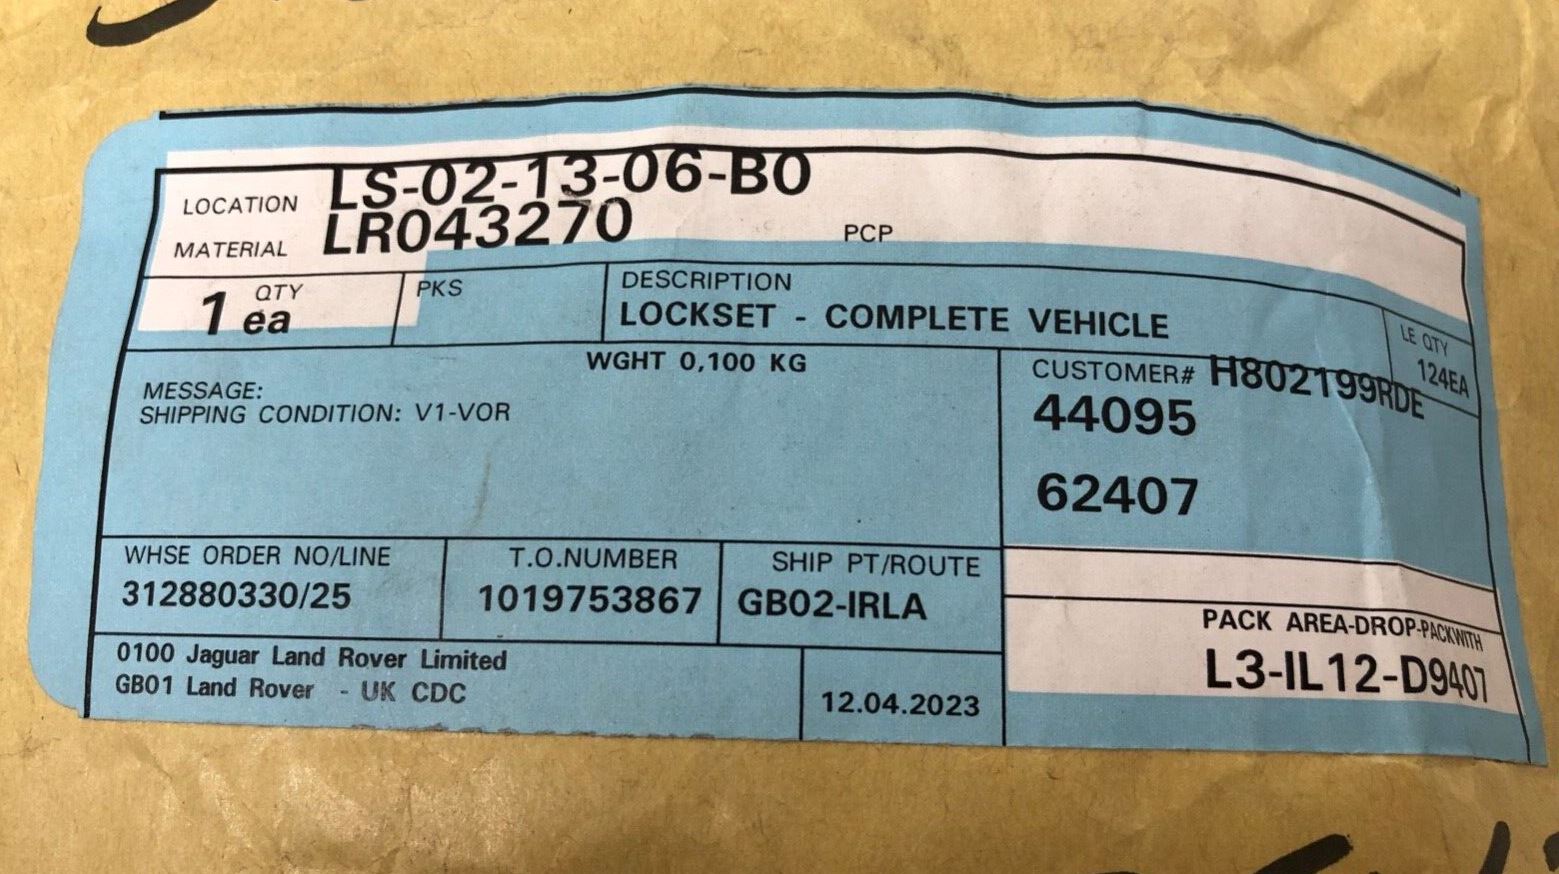 LOCATION LS-02-13-06-B0
MATERIAL LR043270 PCP
QTY PKS DESCRIPTION
1 ea LOCKSET - COMPLETE VEHICLE LE QTY
124EA
WGHT 0,100 KG
MESSAGE:
SHIPPING CONDITION: V1-VOR
CUSTOMER# H802199RDE
44095
62407
WHSE ORDER NO/LINE T.O.NUMBER SHIP PT/ROUTE
312880330/25 1019753867 GB02-IRLA
PACK AREA-DROP-PACKWITH
L3-IL12-D9407
0100 Jaguar Land Rover Limited
GB01 Land Rover - UK CDC
12.04.2023